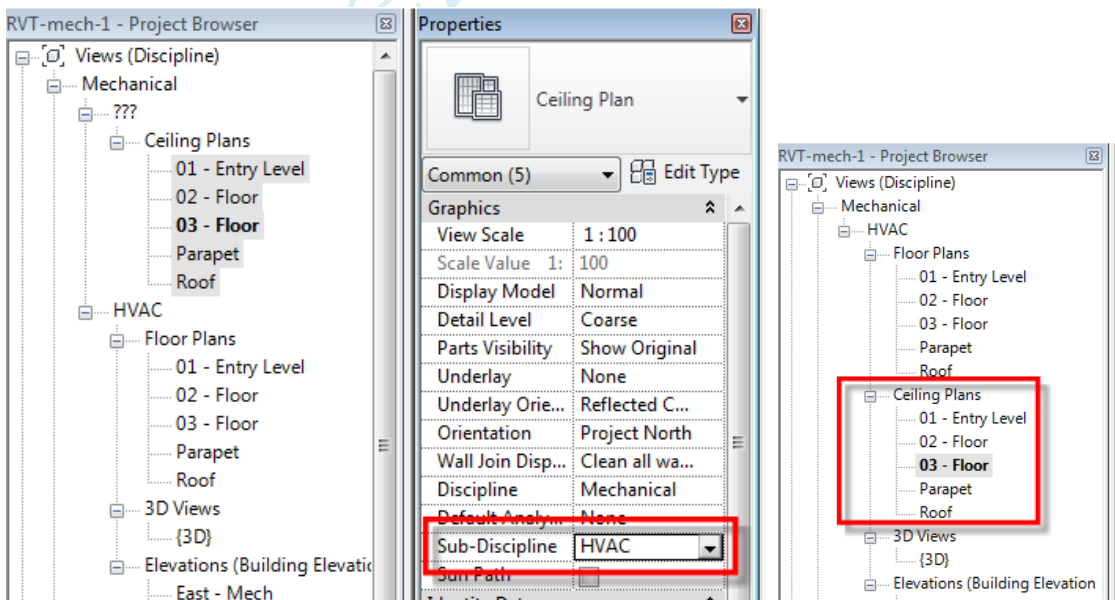 RVT-mech-1 - Project Browser
Views (Discipline)
Mechanical
???
Ceiling Plans
01 - Entry Level
02 - Floor
03 - Floor
Parapet
Roof
HVAC
Floor Plans
01 - Entry Level
02 - Floor
03 - Floor
Parapet
Roof
3D Views
{3D}
Elevations (Building Elevatic
East - Mech
Properties
Ceiling Plan
Common (5)
Edit Type
Graphics
View Scale 1 : 100
Scale Value 1: 100
Display Model Normal
Detail Level Coarse
Parts Visibility Show Original
Underlay None
Underlay Orie... Reflected C...
Orientation Project North
Wall Join Disp... Clean all wa...
Discipline Mechanical
Default Analy... None
Sub-Discipline HVAC
Sun Path
Identity Data
RVT-mech-1 - Project Browser
Views (Discipline)
Mechanical
HVAC
Floor Plans
01 - Entry Level
02 - Floor
03 - Floor
Parapet
Roof
Ceiling Plans
01 - Entry Level
02 - Floor
03 - Floor
Parapet
Roof
3D Views
{3D}
Elevations (Building Elevation